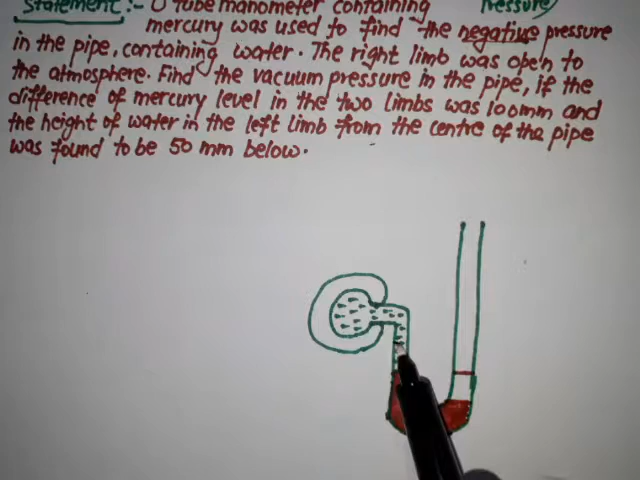 Statement:- U tube manometer containing Pressure
mercury was used to find the negative pressure
in the pipe, containing water. The right limb was open to
the atmosphere. Find the vacuum pressure in the pipe, if the
difference of mercury level in the two limbs was 100mm and
the height of water in the left limb from the centre of the pipe
was found to be 50 mm below.